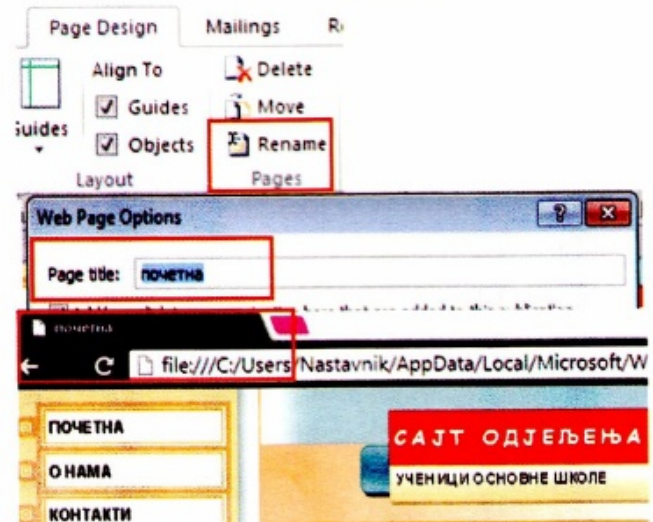 Page Design Mailings
Align To Delete
Guides Move
Guides Objects Rename
Layout Pages
Web Page Options
Page title: почетна
почетна
file:///C:/Users/Nastavnik/AppData/Local/Microsoft/W
ПОЧЕТНА
О НАМА
КОНТАКТИ
САЈТ ОДЈЕЉЕЊА
УЧЕНИЦИ ОСНОВНЕ ШКОЛЕ